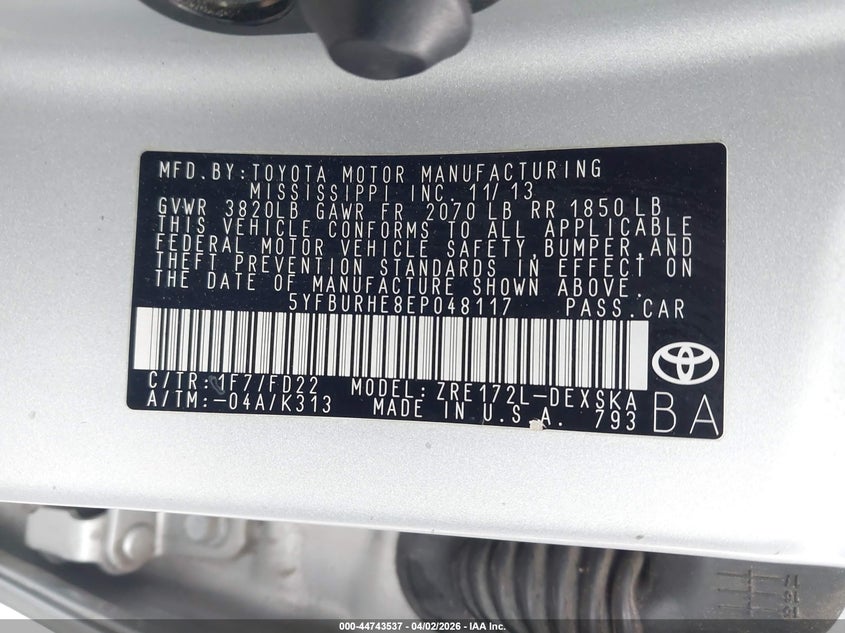 MFD.BY:TOYOTA MOTOR MANUFACTURING
MISSISSIPPI INC. 11/13
GVWR 3820LB GAWR FR 2070 LB RR 1850 LB
THIS VEHICLE CONFORMS TO ALL APPLICABLE
FEDERAL MOTOR VEHICLE SAFETY,BUMPER,AND
THEFT PREVENTION STANDARDS IN EFFECT ON
THE DATE OF MANUFACTURE SHOWN ABOVE.
5YFBURHE8EP048117 PASS.CAR
C/TR: 1F7/FD22 MODEL: ZRE172L-DEXSKA
A/TM:-04A/K313 MADE IN U.S.A. 793 BA
000-44743537 - 04/02/2026 - IAA Inc.